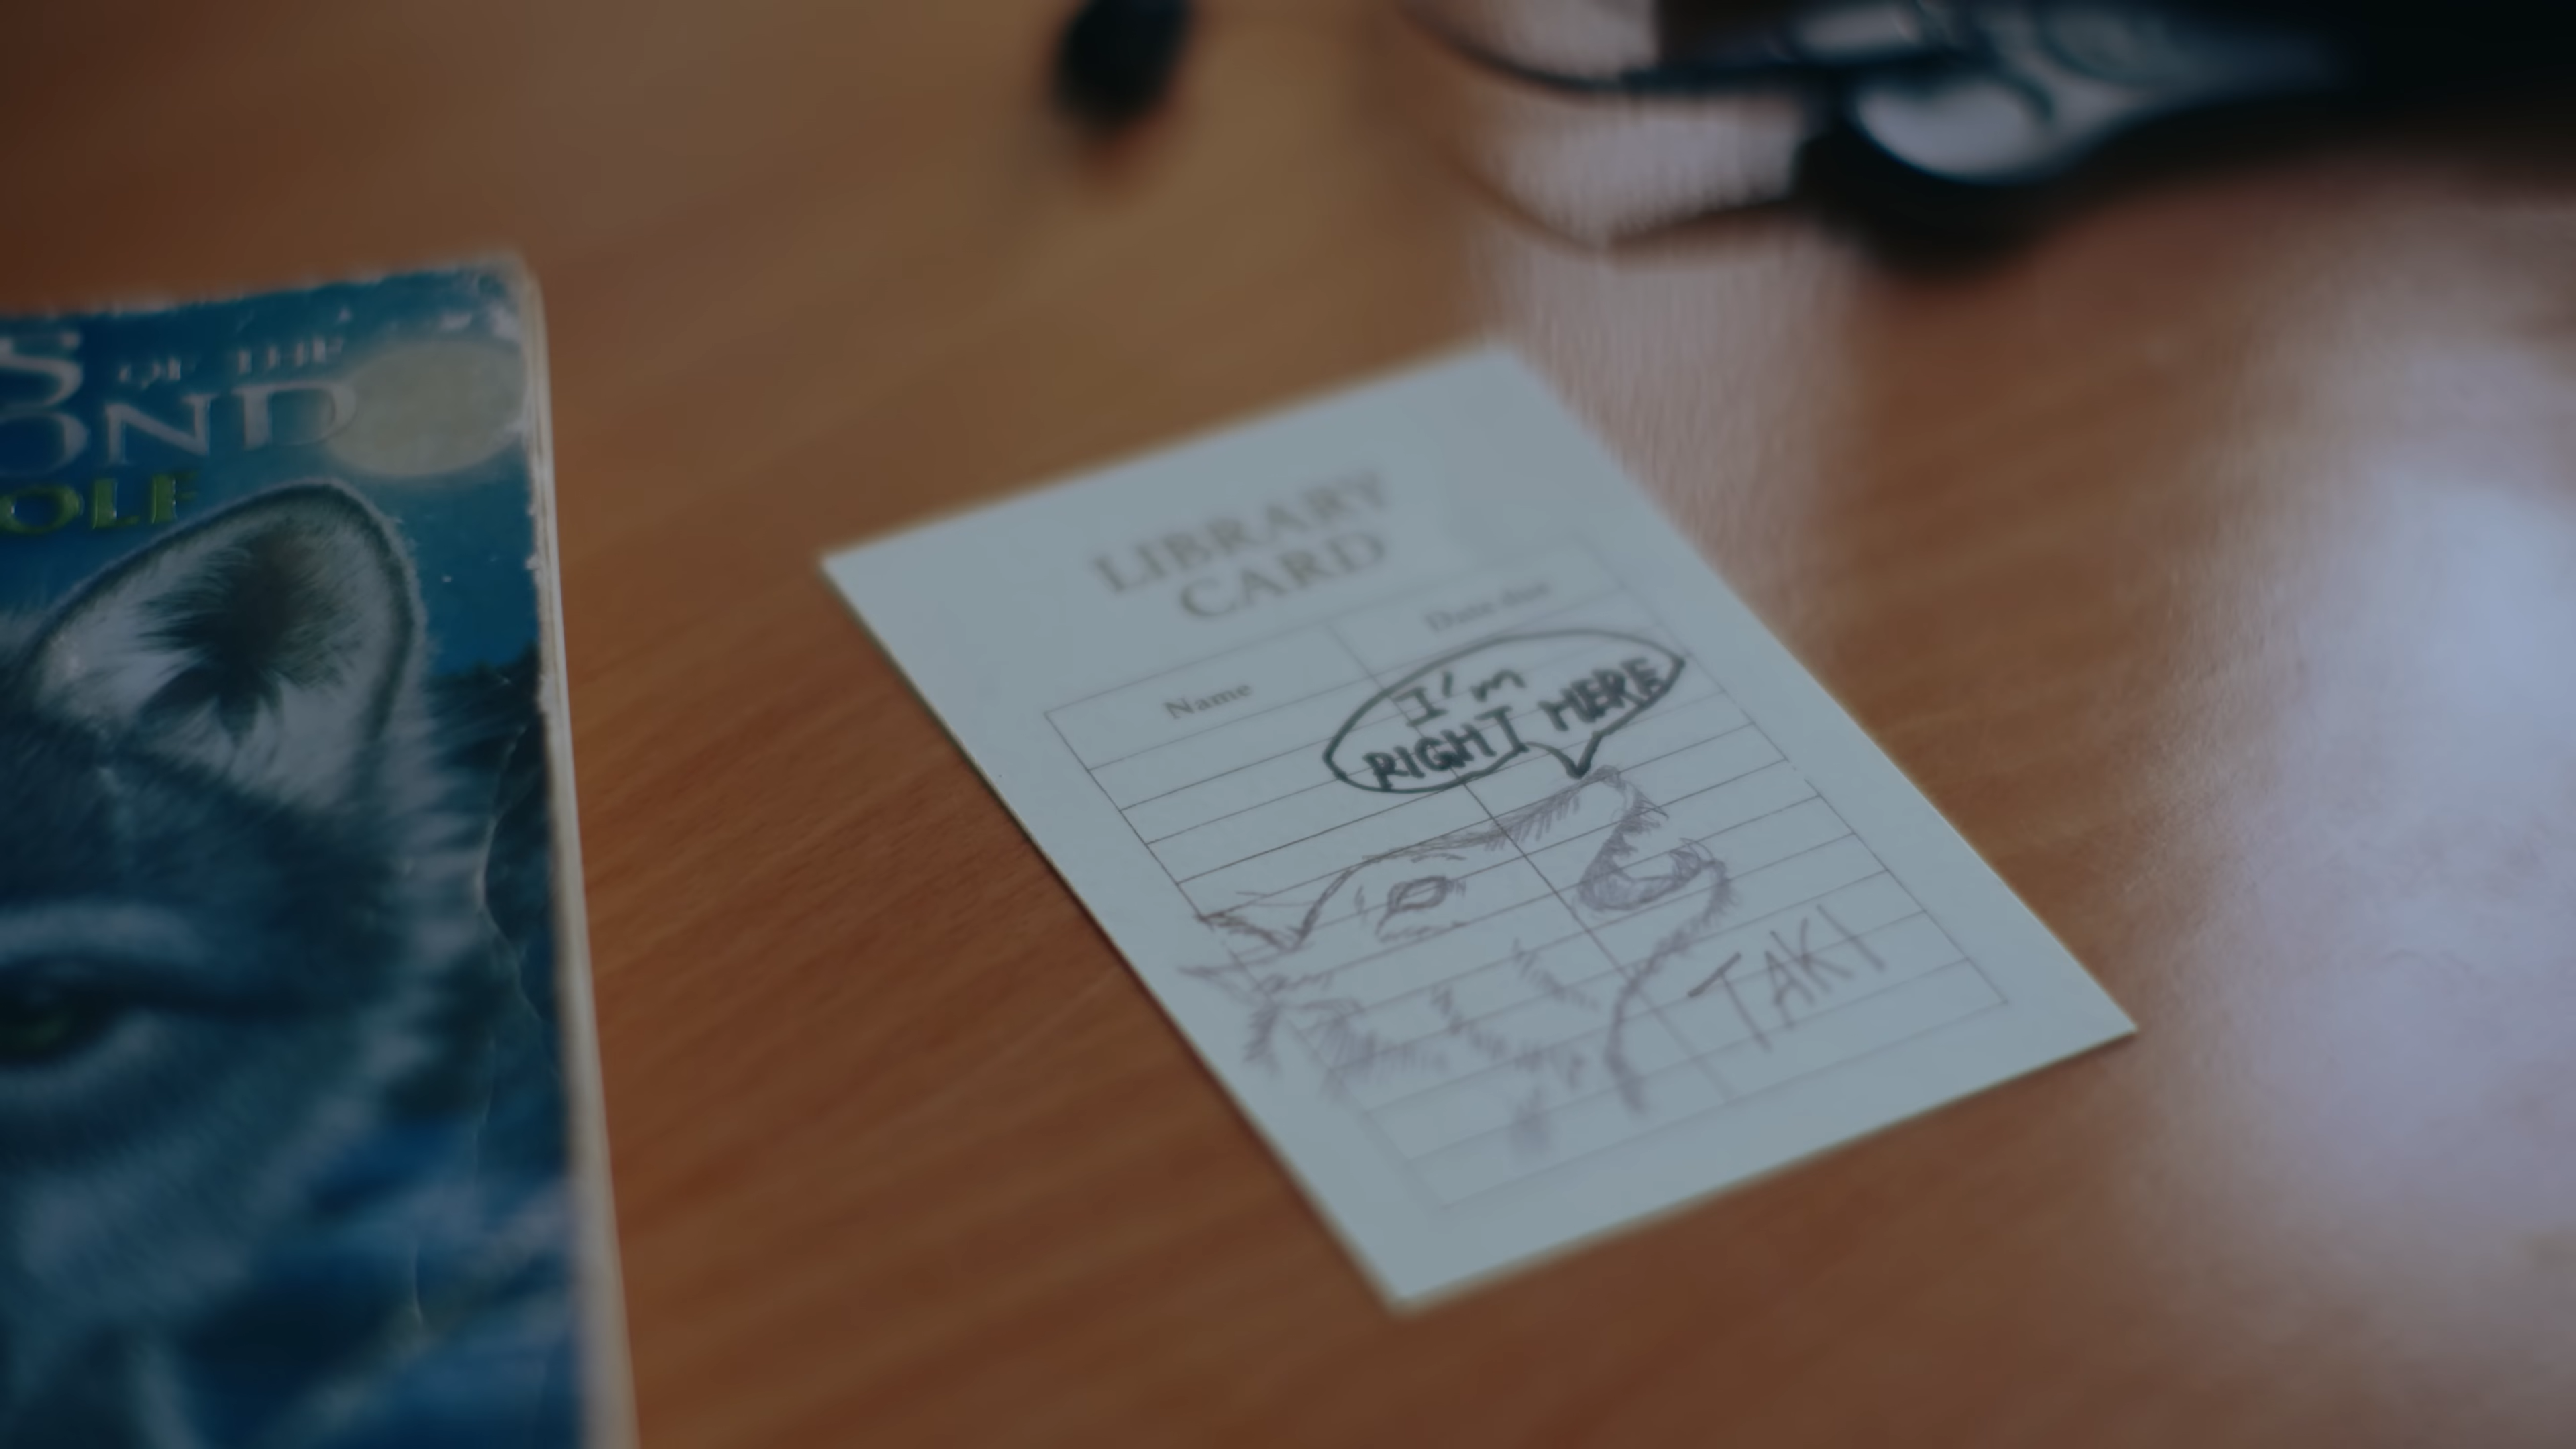 S OF THE
OND
OLF
LIBRARY
CARD
Name
Date due
I'm
RIGHT HERE
TAKI